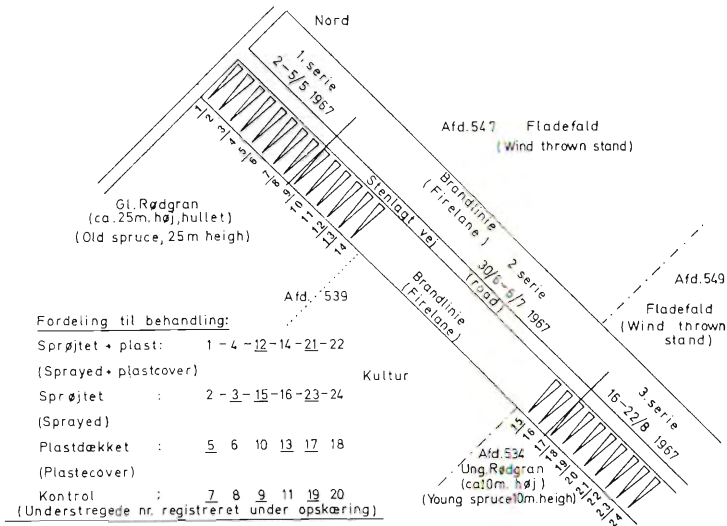 Nord
1. serie
2-5/5 1967
Afd. 547 Fladefald
(Wind thrown stand)
1
2
3
4
5
6
7
8
9
10
11
12
13
14
Stenlagt vej
(road)
Brandlinie
(Firelane)
2 serie
30/6-6/7 1967
Gl. Rødgran
(ca. 25m. høj, hullet)
(Old spruce, 25m heigh)
Afd. 539
Brandlinie
(Firelane)
Afd. 549
Fladefald
(Wind thrown
stand)
Fordeling til behandling:
Sprøjtet + plast: 1-4-12-14-21-22
(Sprayed + plastcover)
Sprøjtet : 2-3-15-16-23-24
(Sprayed)
Plastdækket : 5 6 10 13 17 18
(Plastecover)
Kontrol : 7 8 9 11 19 20
(Understregede nr. registreret under opskæring)
Kultur
3. serie
16-22/8 1967
15
16
17
18
19
20
21
22
23
24
Afd. 534
Ung. Rødgran
(ca 10m. høj)
(Young spruce 10m. heigh)